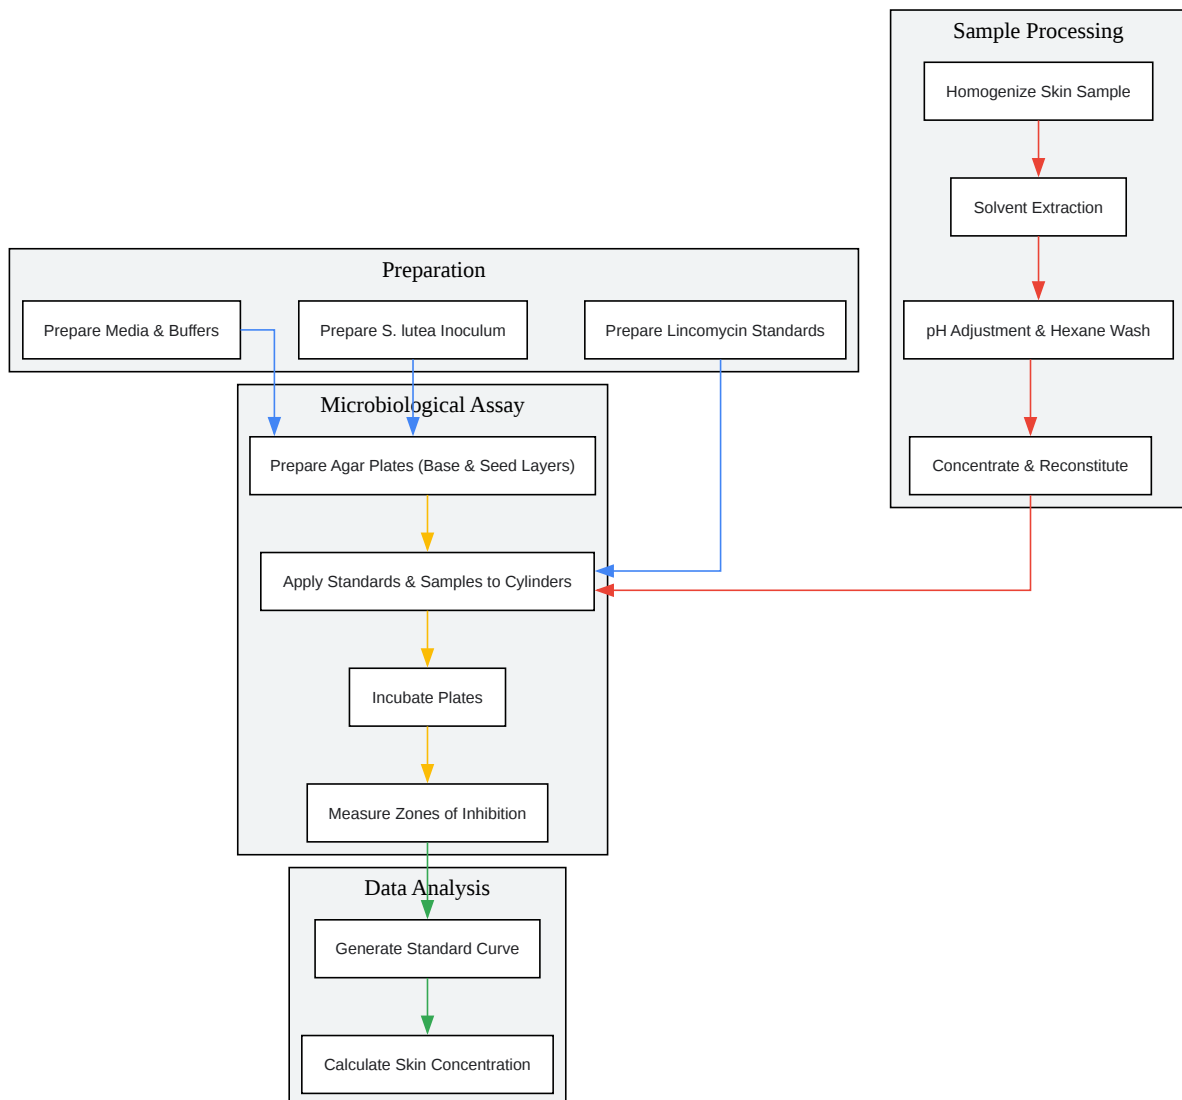 Sample Processing
Homogenize Skin Sample
Solvent Extraction
Preparation
Prepare Media & Buffers
Prepare S. lutea Inoculum
Prepare Lincomycin Standards
pH Adjustment & Hexane Wash
Microbiological Assay
Prepare Agar Plates (Base & Seed Layers)
Concentrate & Reconstitute
Apply Standards & Samples to Cylinders
Incubate Plates
Measure Zones of Inhibition
Data Analysis
Generate Standard Curve
Calculate Skin Concentration